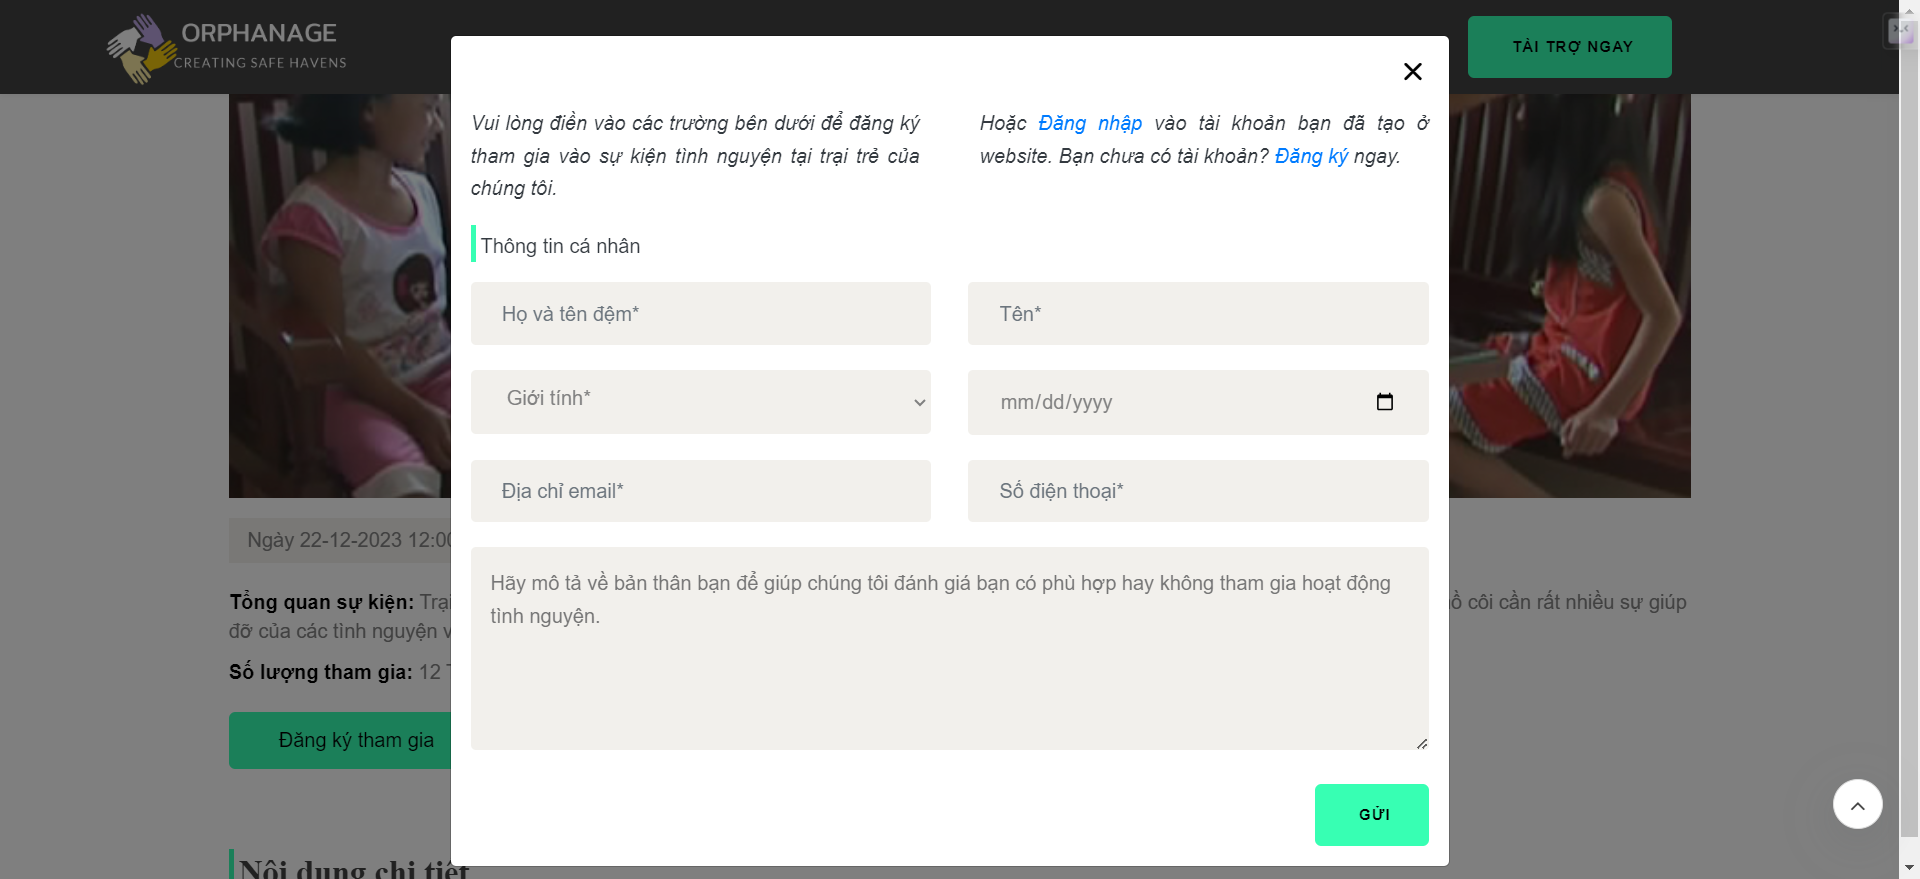 ORPHANAGE
CREATING SAFE HAVENS
TÀI TRỢ NGAY
Vui lòng điền vào các trường bên dưới để đăng ký
tham gia vào sự kiện tình nguyện tại trại trẻ của
chúng tôi.
Hoặc Đăng nhập vào tài khoản bạn đã tạo ở
website. Bạn chưa có tài khoản? Đăng ký ngay.
Thông tin cá nhân
Họ và tên đệm*
Tên*
Giới tính*
mm/dd/yyyy
Địa chỉ email*
Số điện thoại*
Hãy mô tả về bản thân bạn để giúp chúng tôi đánh giá bạn có phù hợp hay không tham gia hoạt động
tình nguyện.
GỬI
Ngày 22-12-2023 12:00
Tổng quan sự kiện: Trại
côi cần rất nhiều sự giúp
đỡ của các tình nguyện
Số lượng tham gia: 12
Đăng ký tham gia
Nội dung chi tiết